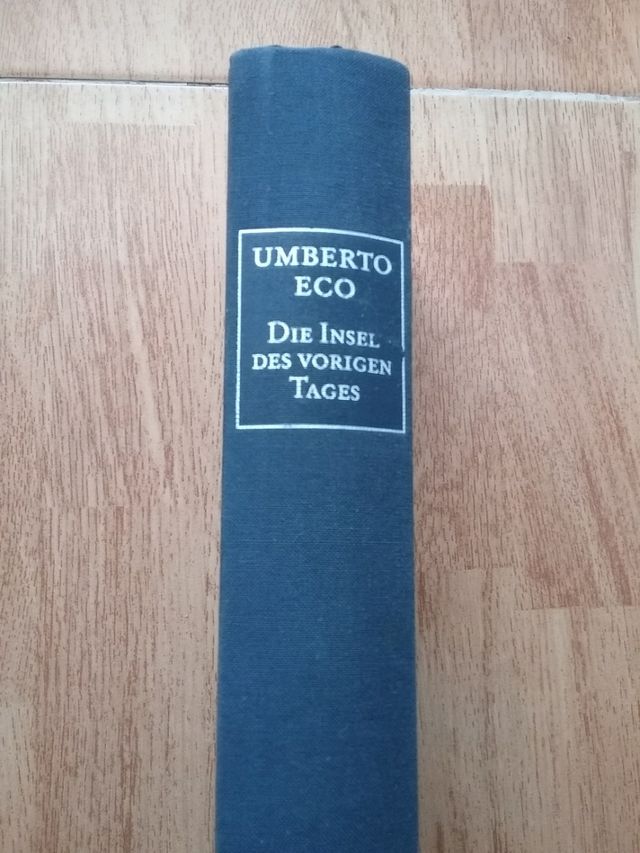 UMBERTO
ECO
DIE INSEL
DES VORIGEN
TAGES